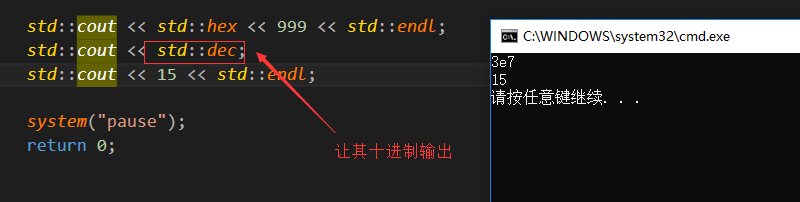 std::cout << std::hex << 999 << std::endl;
std::cout << std::dec;
std::cout << 15 << std::endl;
system("pause");
return 0;
让其十进制输出
C:\WINDOWS\system32\cmd.exe
3e7
15
请按任意键继续. . .